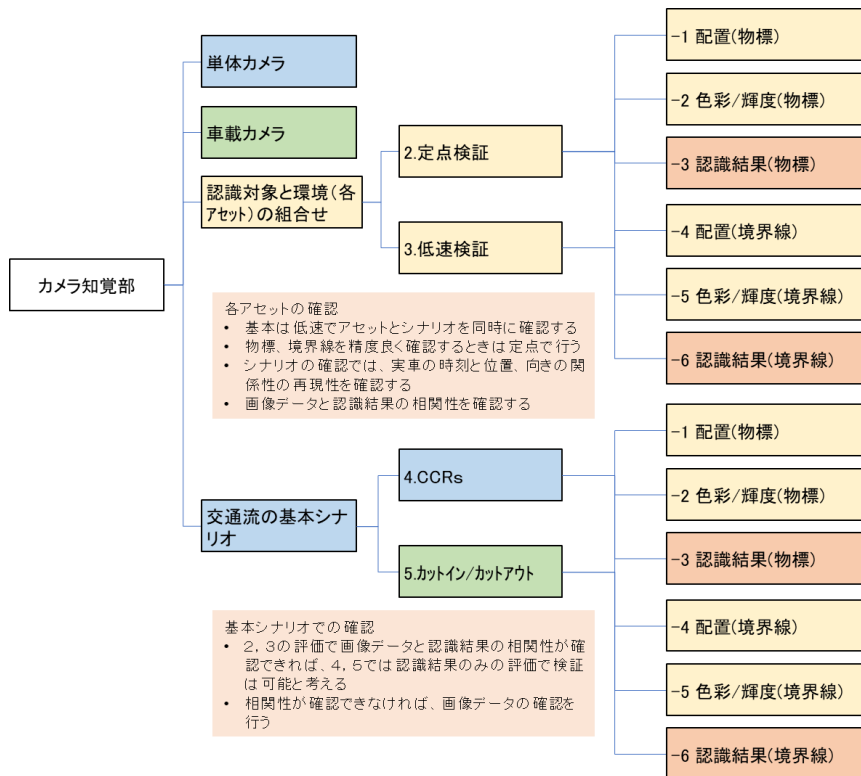 カメラ知覚部
単体カメラ
車載カメラ
認識対象と環境(各
アセット)の組合せ
2.定点検証
3.低速検証
-1 配置(物標)
-2 色彩/輝度(物標)
-3 認識結果(物標)
-4 配置(境界線)
-5 色彩/輝度(境界線)
-6 認識結果(境界線)
各アセットの確認
• 基本は低速でアセットとシナリオを同時に確認する
• 物標、境界線を精度良く確認するときは定点で行う
• シナリオの確認では、実車の時刻と位置、向きの関
係性の再現性を確認する
• 画像データと認識結果の相関性を確認する
交通流の基本シナ
リオ
4.CCRs
5.カットイン/カットアウト
-1 配置(物標)
-2 色彩/輝度(物標)
-3 認識結果(物標)
-4 配置(境界線)
-5 色彩/輝度(境界線)
-6 認識結果(境界線)
基本シナリオでの確認
• 2,3の評価で画像データと認識結果の相関性が確
認できれば、4,5では認識結果のみの評価で検証
は可能と考える
• 相関性が確認できなければ、画像データの確認を
行う